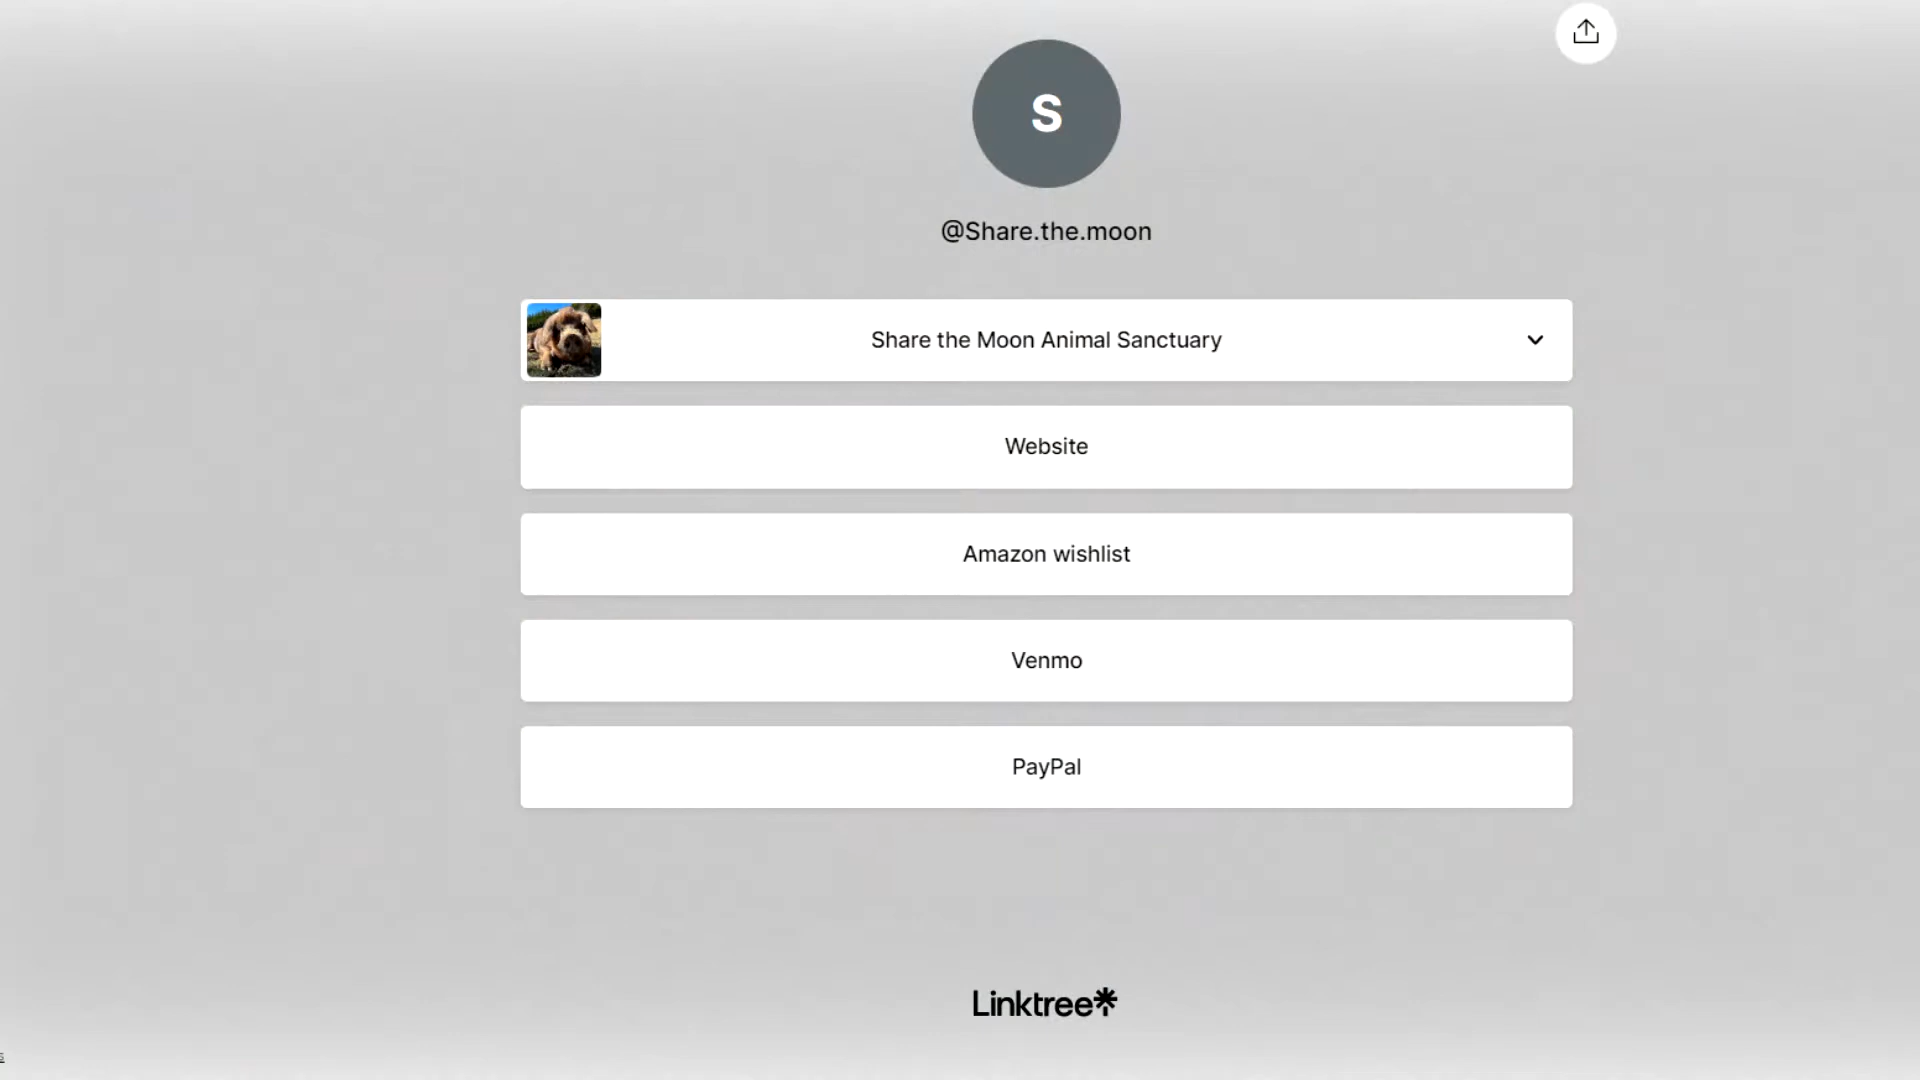 S
@Share.the.moon
Share the Moon Animal Sanctuary
Website
Amazon wishlist
Venmo
PayPal
Linktree*